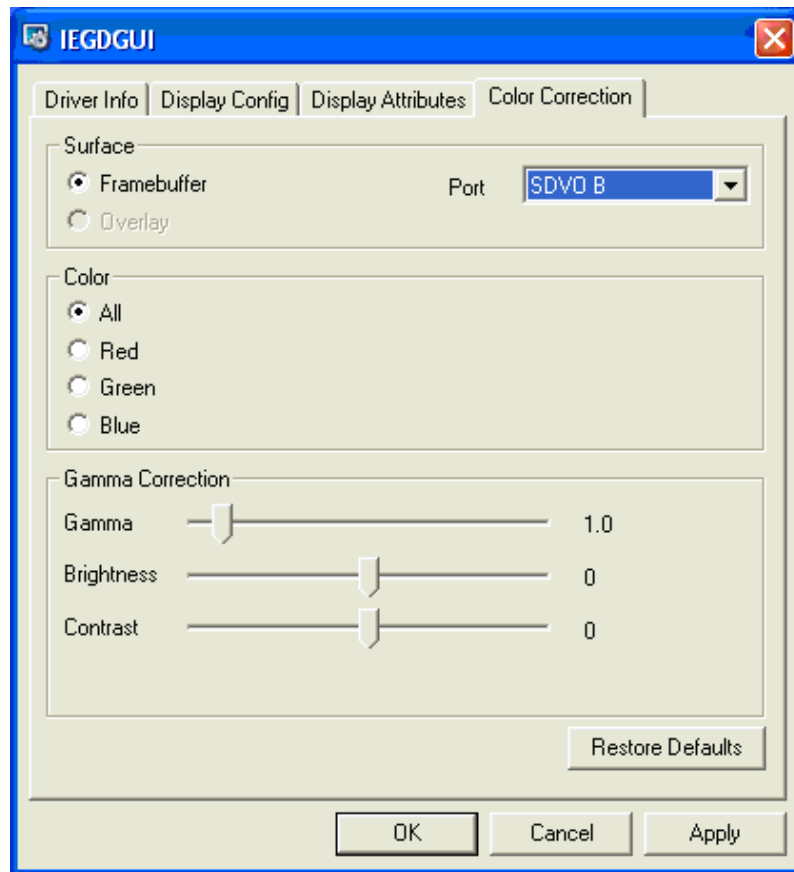 IEGDGUI
Driver Info Display Config Display Attributes Color Correction
Surface
Framebuffer Port SDVO B
Overlay
Color
All
Red
Green
Blue
Gamma Correction
Gamma 1.0
Brightness 0
Contrast 0
Restore Defaults
OK Cancel Apply